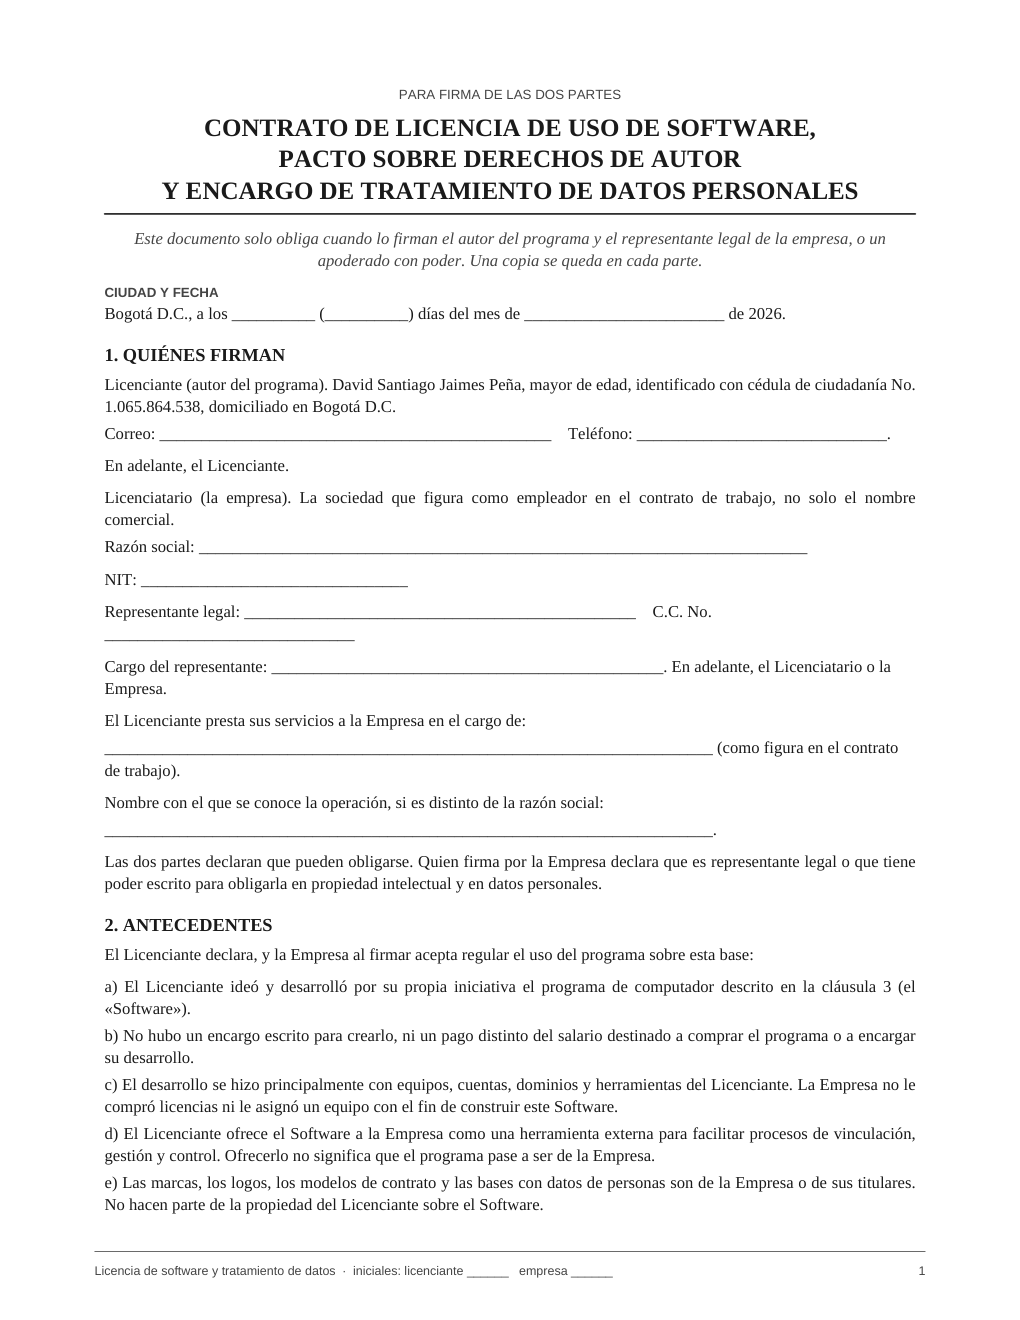 PARA FIRMA DE LAS DOS PARTES
CONTRATO DE LICENCIA DE USO DE SOFTWARE,
PACTO SOBRE DERECHOS DE AUTOR
Y ENCARGO DE TRATAMIENTO DE DATOS PERSONALES
Este documento solo obliga cuando lo firman el autor del programa y el representante legal de la empresa, o un
apoderado con poder. Una copia se queda en cada parte.
CIUDAD Y FECHA
Bogotá D.C., a los __________ (__________) días del mes de ________________________ de 2026.
1. QUIÉNES FIRMAN
Licenciante (autor del programa). David Santiago Jaimes Peña, mayor de edad, identificado con cédula de ciudadanía No.
1.065.864.538, domiciliado en Bogotá D.C.
Correo: _______________________________________________ Teléfono: ______________________________.
En adelante, el Licenciante.
Licenciatario (la empresa). La sociedad que figura como empleador en el contrato de trabajo, no solo el nombre
comercial.
Razón social: _________________________________________________________________________
NIT: ________________________________
Representante legal: _______________________________________________ C.C. No.
______________________________
Cargo del representante: _______________________________________________. En adelante, el Licenciatario o la
Empresa.
El Licenciante presta sus servicios a la Empresa en el cargo de:
_________________________________________________________________________ (como figura en el contrato
de trabajo).
Nombre con el que se conoce la operación, si es distinto de la razón social:
_________________________________________________________________________.
Las dos partes declaran que pueden obligarse. Quien firma por la Empresa declara que es representante legal o que tiene
poder escrito para obligarla en propiedad intelectual y en datos personales.
2. ANTECEDENTES
El Licenciante declara, y la Empresa al firmar acepta regular el uso del programa sobre esta base:
a) El Licenciante ideó y desarrolló por su propia iniciativa el programa de computador descrito en la cláusula 3 (el
«Software»).
b) No hubo un encargo escrito para crearlo, ni un pago distinto del salario destinado a comprar el programa o a encargar
su desarrollo.
c) El desarrollo se hizo principalmente con equipos, cuentas, dominios y herramientas del Licenciante. La Empresa no le
compró licencias ni le asignó un equipo con el fin de construir este Software.
d) El Licenciante ofrece el Software a la Empresa como una herramienta externa para facilitar procesos de vinculación,
gestión y control. Ofrecerlo no significa que el programa pase a ser de la Empresa.
e) Las marcas, los logos, los modelos de contrato y las bases con datos de personas son de la Empresa o de sus titulares.
No hacen parte de la propiedad del Licenciante sobre el Software.
Licencia de software y tratamiento de datos · iniciales: licenciante ______ empresa ______ 1